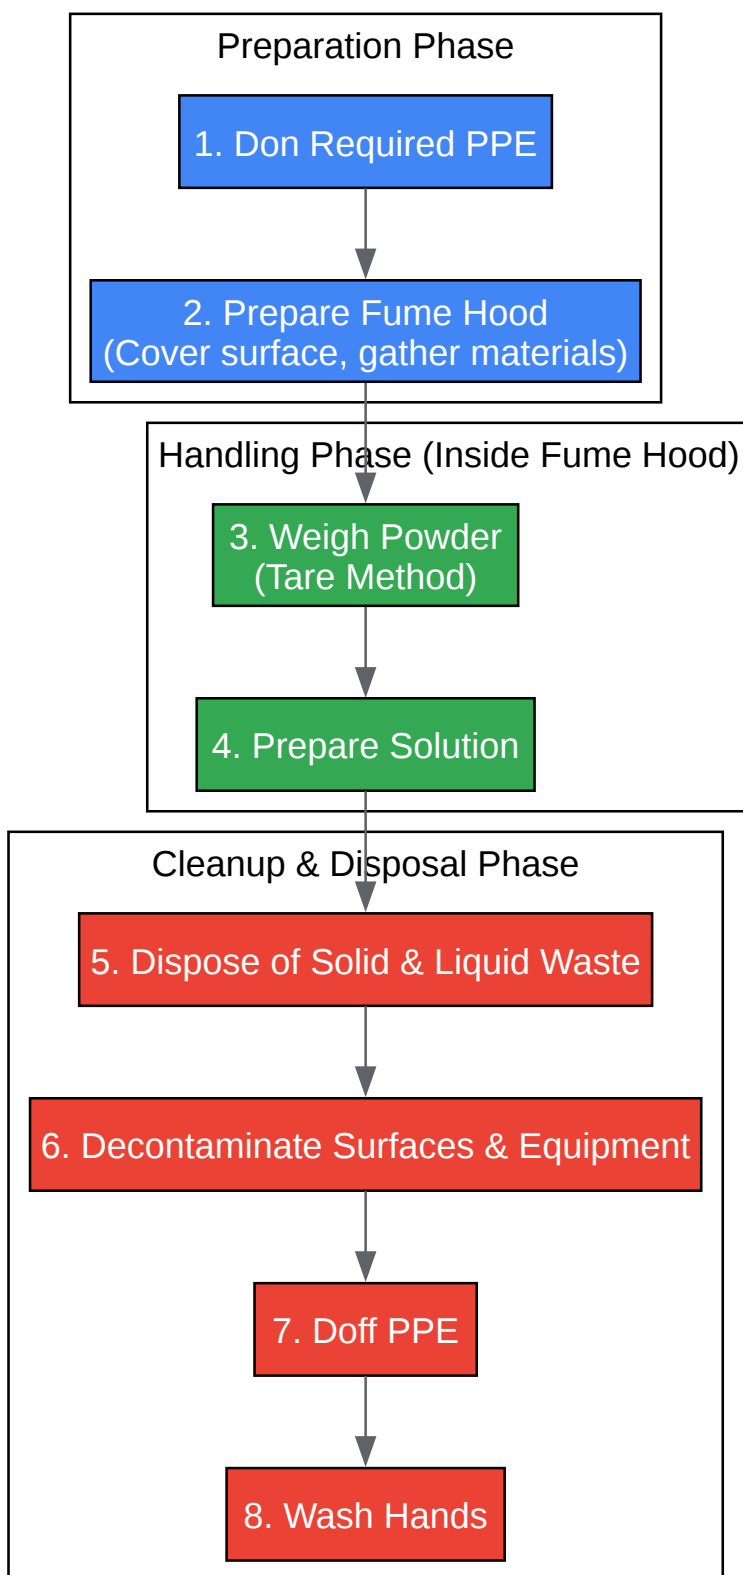 Preparation Phase
1. Don Required PPE
2. Prepare Fume Hood
(Cover surface, gather materials)
Handling Phase (Inside Fume Hood)
3. Weigh Powder
(Tare Method)
4. Prepare Solution
Cleanup & Disposal Phase
5. Dispose of Solid & Liquid Waste
6. Decontaminate Surfaces & Equipment
7. Doff PPE
8. Wash Hands